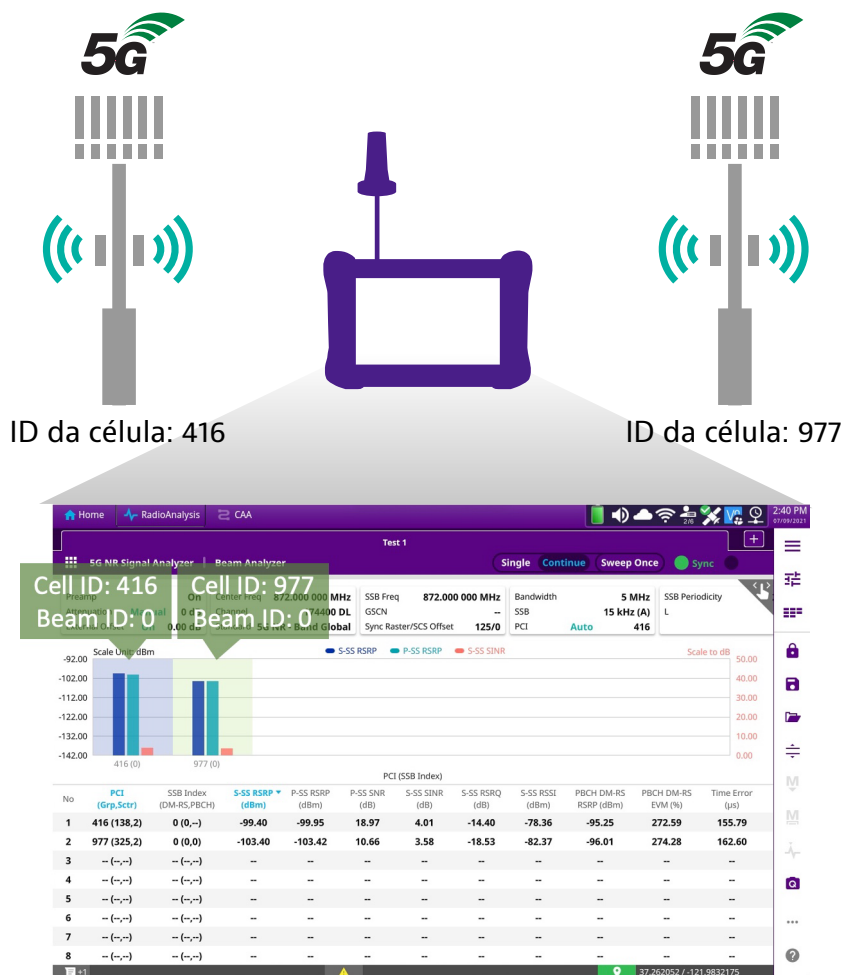 5G
5G
ID da célula: 416
ID da célula: 977
Home
RadioAnalysis
CAA
2/6
2:40 PM
07/09/2021
Test 1
5G NR Signal Analyzer
Beam Analyzer
Single Continue Sweep Once
Sync
Cell ID: 416
Beam ID: 0
Cell ID: 977
Beam ID: 0
On
Center Freq 872.000 000 MHz
SSB Freq 872.000 000 MHz
Bandwidth 5 MHz
SSB Periodicity
GSCN --
SSB 15 kHz (A)
L
0.00 dB
Sync Raster/SCS Offset 125/0
PCI Auto 416
Scale Unit: dBm
S-SS RSRP P-SS RSRP S-SS SINR
Scale to dB
-92.00 50.00
-102.00 40.00
-112.00 30.00
-122.00 20.00
-132.00 10.00
-142.00 0.00
416 (0) 977 (0)
PCI (SSB Index)
No PCI (Grp,Sctr) SSB Index (DM-RS,PBCH) S-SS RSRP (dBm) P-SS RSRP (dBm) P-SS SNR (dB) S-SS SINR (dB) S-SS RSRQ (dB) S-SS RSSI (dBm) PBCH DM-RS RSRP (dBm) PBCH DM-RS EVM (%) Time Error (µs)
1 416 (138,2) 0 (0,--) -99.40 -99.95 18.97 4.01 -14.40 -78.36 -95.25 272.59 155.79
2 977 (325,2) 0 (0,0) -103.40 -103.42 10.66 3.58 -18.53 -82.37 -96.01 274.28 162.60
3 -- (--,--) -- (--,--) -- -- -- -- -- -- -- -- --
4 -- (--,--) -- (--,--) -- -- -- -- -- -- -- -- --
5 -- (--,--) -- (--,--) -- -- -- -- -- -- -- -- --
6 -- (--,--) -- (--,--) -- -- -- -- -- -- -- -- --
7 -- (--,--) -- (--,--) -- -- -- -- -- -- -- -- --
8 -- (--,--) -- (--,--) -- -- -- -- -- -- -- -- --
+1
37.262052 / -121.9832175